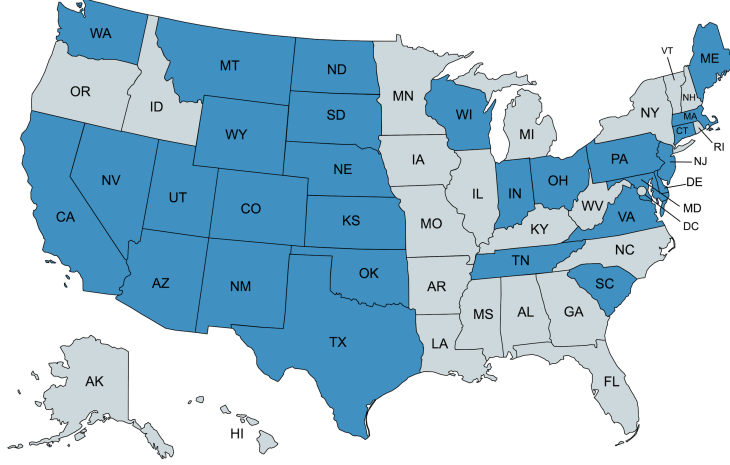 WA
MT
ND
MN
OR
ID
SD
WI
WY
MI
VT
ME
NH
NY
MA
CT
RI
NE
IA
PA
NJ
NV
UT
CO
IL
IN
OH
DE
CA
KS
MO
WV
VA
MD
KY
DC
AZ
NM
OK
TN
NC
AR
SC
MS
AL
GA
TX
LA
AK
FL
HI